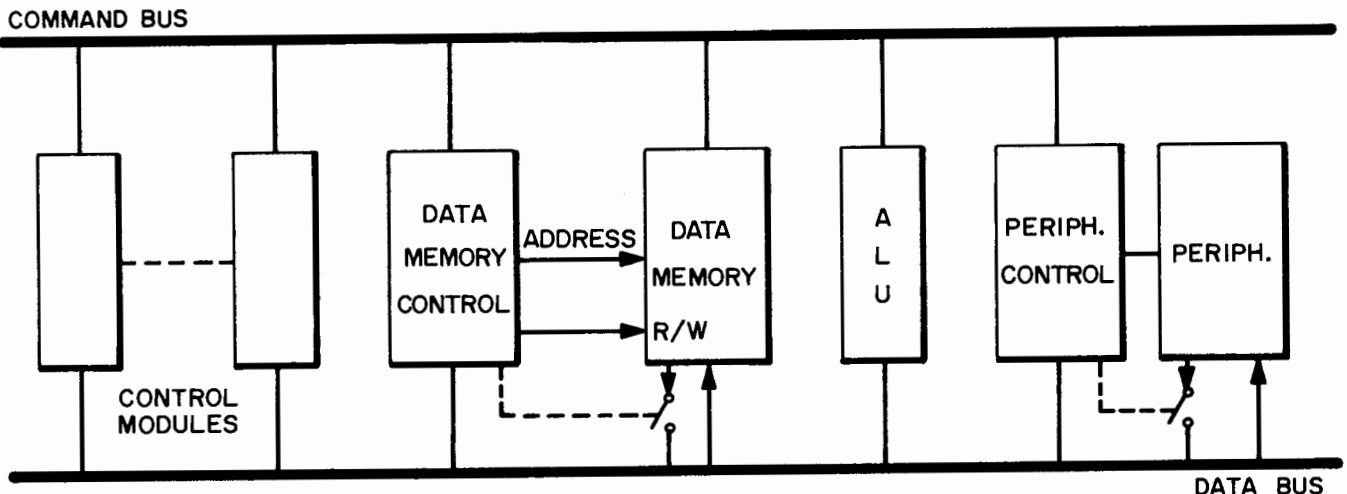 COMMAND BUS
CONTROL
MODULES
DATA
MEMORY
CONTROL
ADDRESS
DATA
MEMORY
R/W
A
L
U
PERIPH.
CONTROL
PERIPH.
DATA BUS